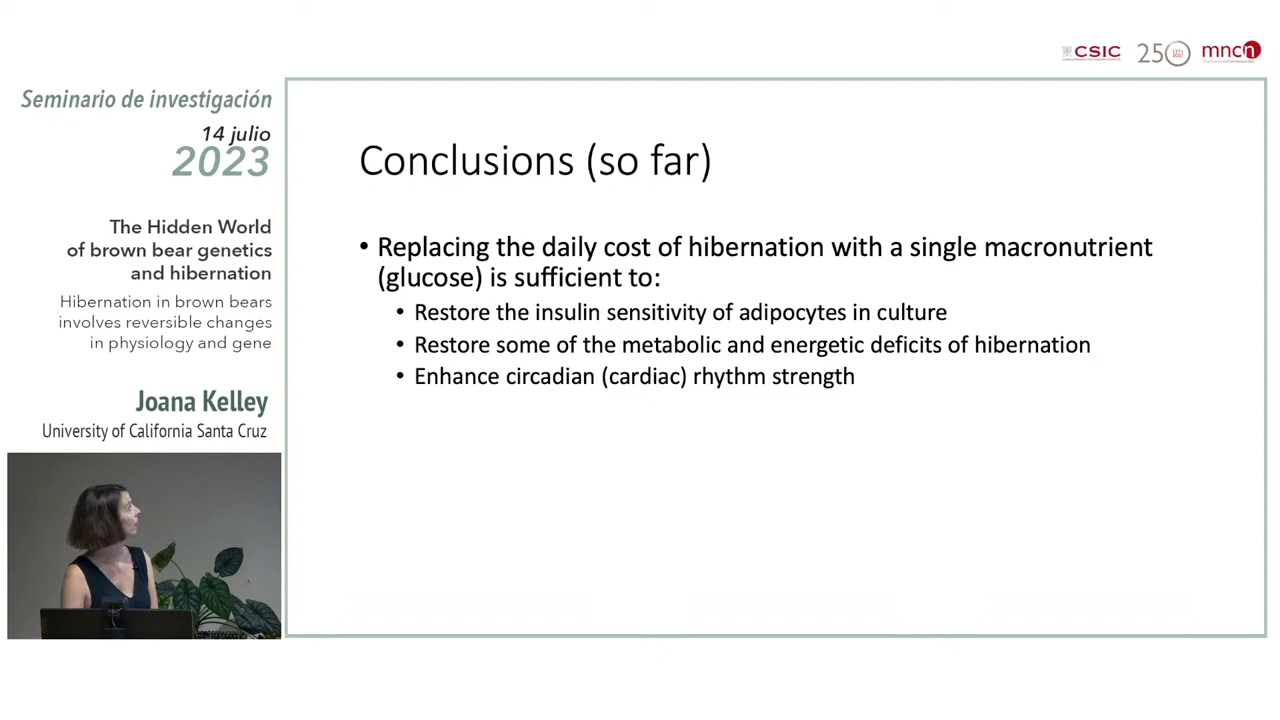 CSIC
250
mncn
Seminario de investigación
14 julio
2023
The Hidden World
of brown bear genetics
and hibernation
Hibernation in brown bears
involves reversible changes
in physiology and gene
Joana Kelley
University of California Santa Cruz
Conclusions (so far)
• Replacing the daily cost of hibernation with a single macronutrient
(glucose) is sufficient to:
• Restore the insulin sensitivity of adipocytes in culture
• Restore some of the metabolic and energetic deficits of hibernation
• Enhance circadian (cardiac) rhythm strength